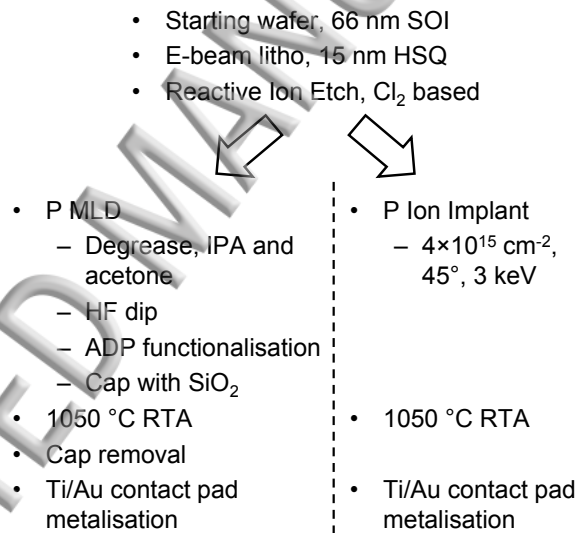 • Starting wafer, 66 nm SOI
• E-beam litho, 15 nm HSQ
• Reactive Ion Etch, Cl₂ based
• P MLD
– Degrease, IPA and
acetone
– HF dip
– ADP functionalisation
– Cap with SiO₂
• 1050 °C RTA
• Cap removal
• Ti/Au contact pad
metalisation
• P Ion Implant
– 4×10¹⁵ cm⁻²,
45°, 3 keV
• 1050 °C RTA
• Ti/Au contact pad
metalisation